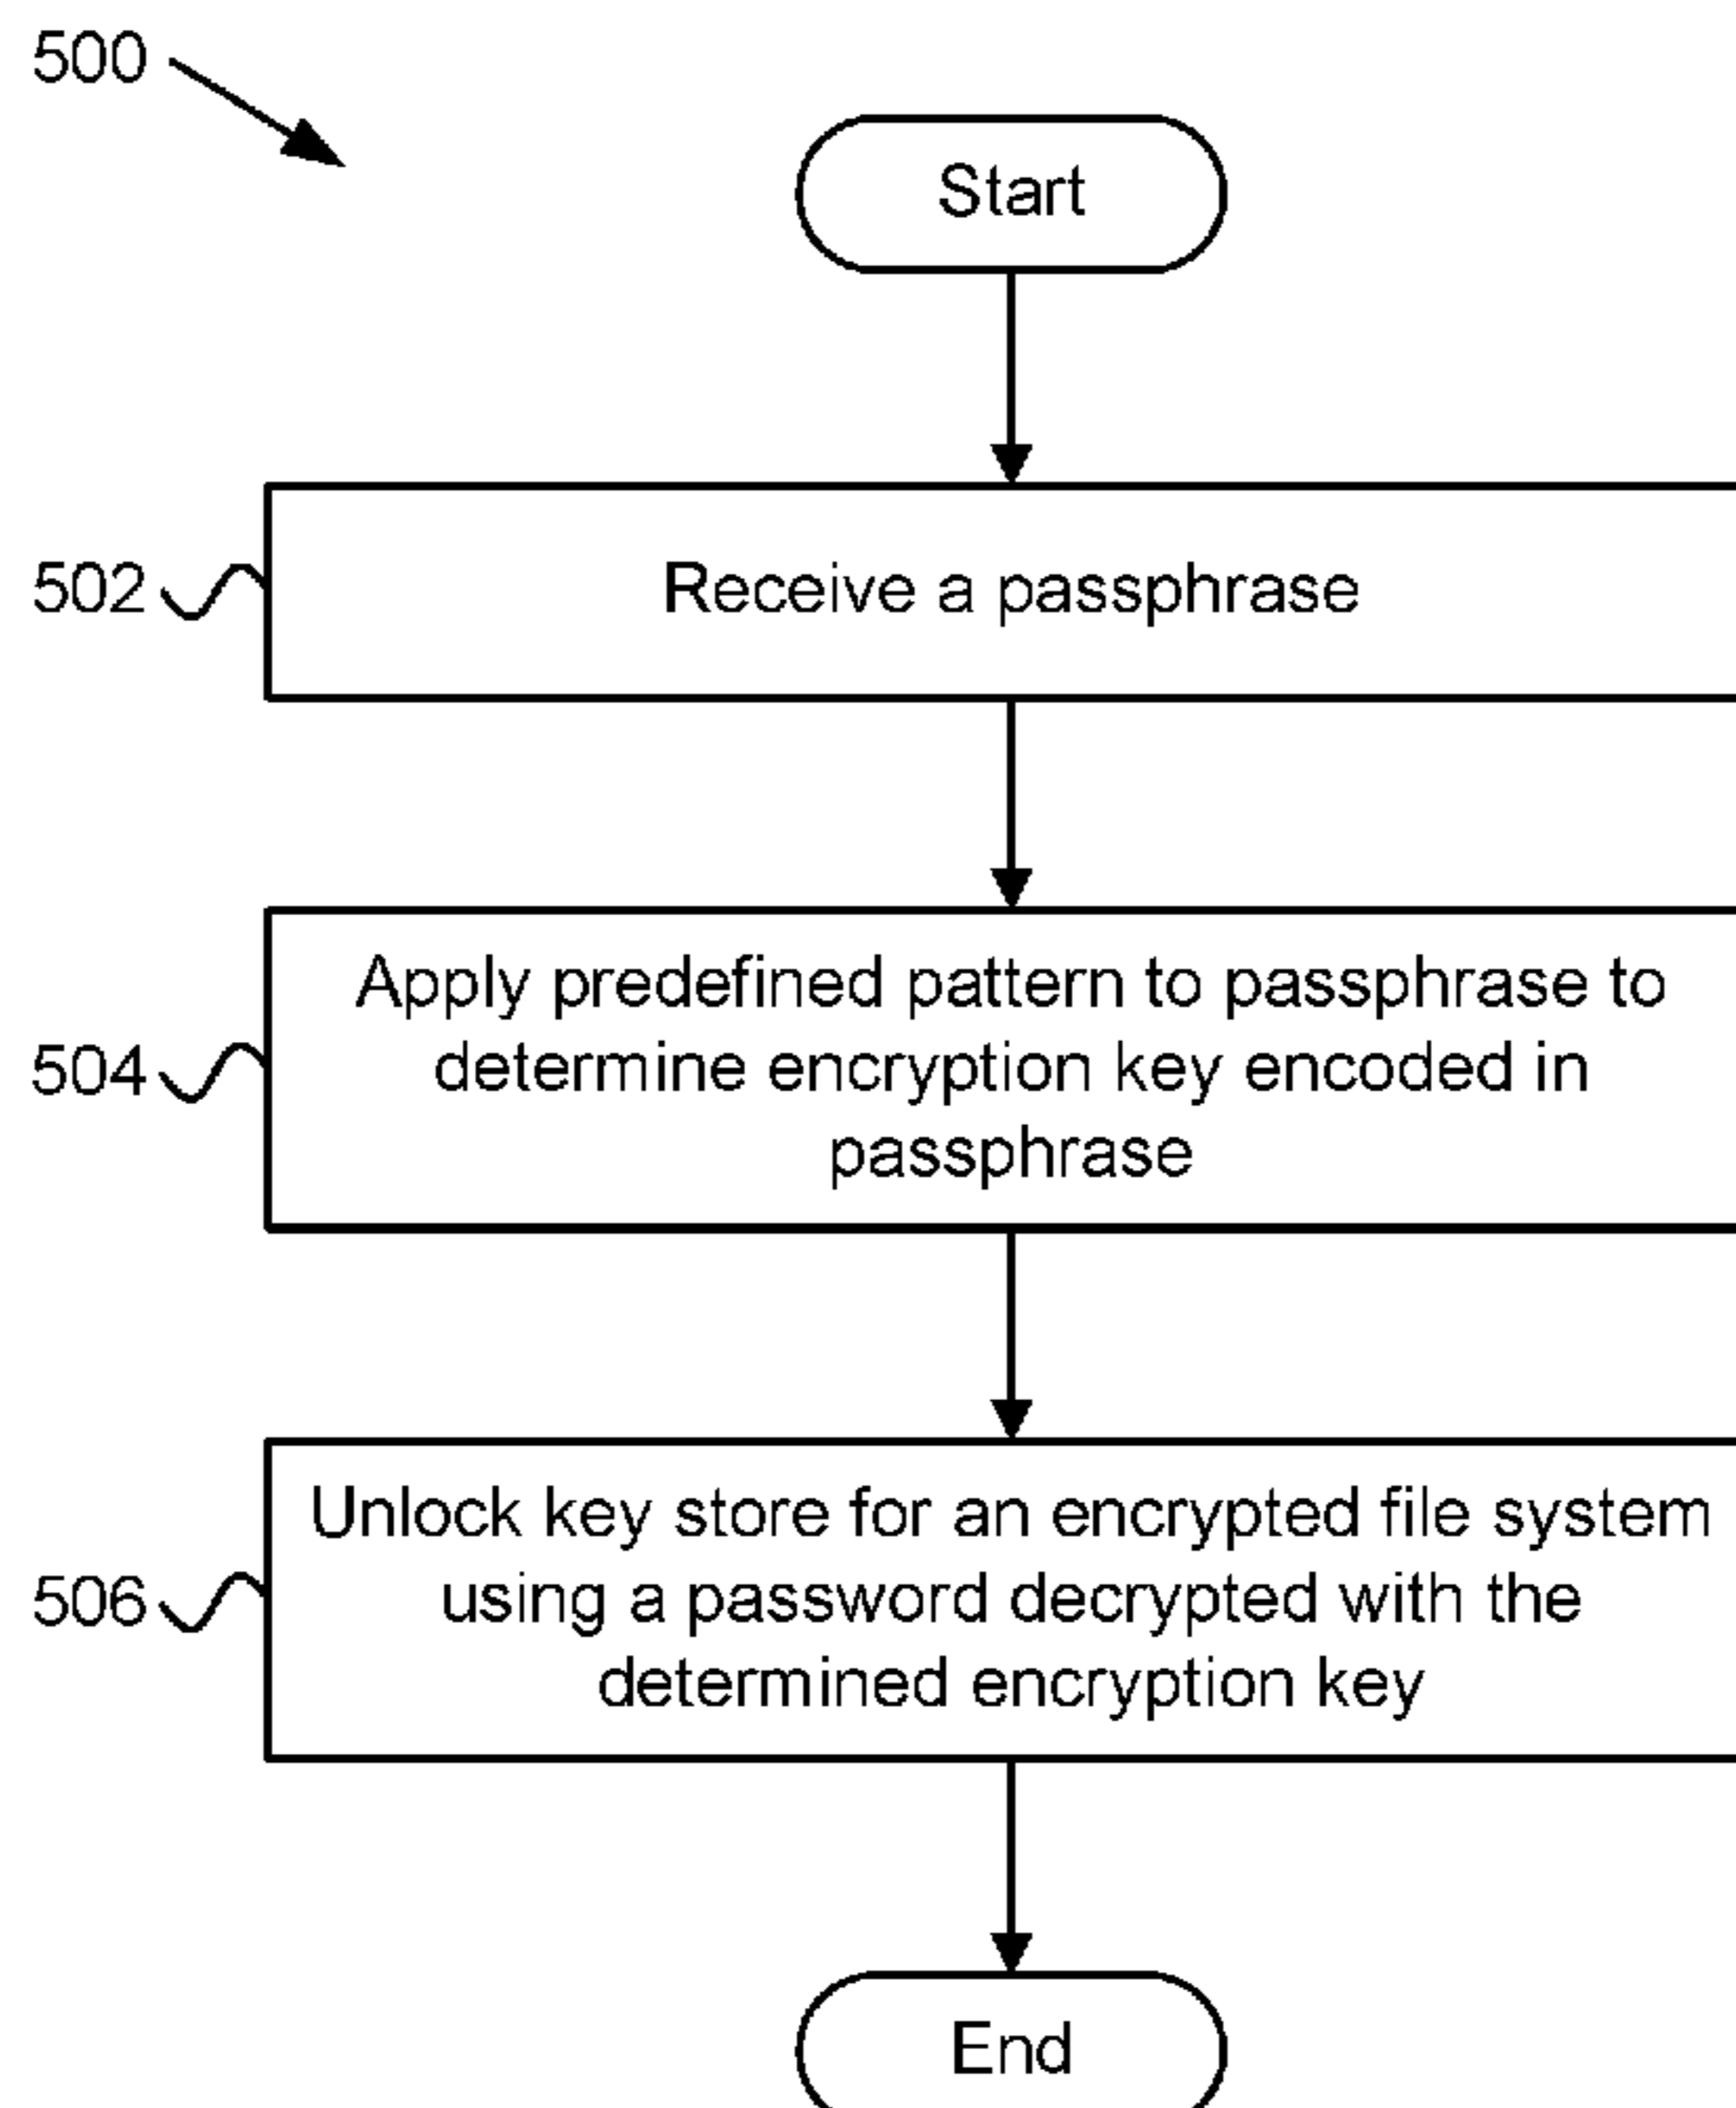 500
Start
502
Receive a passphrase
Apply predefined pattern to passphrase to
504
determine encryption key encoded in
passphrase
Unlock key store for an encrypted file system
506
using a password decrypted with the
determined encryption key
End